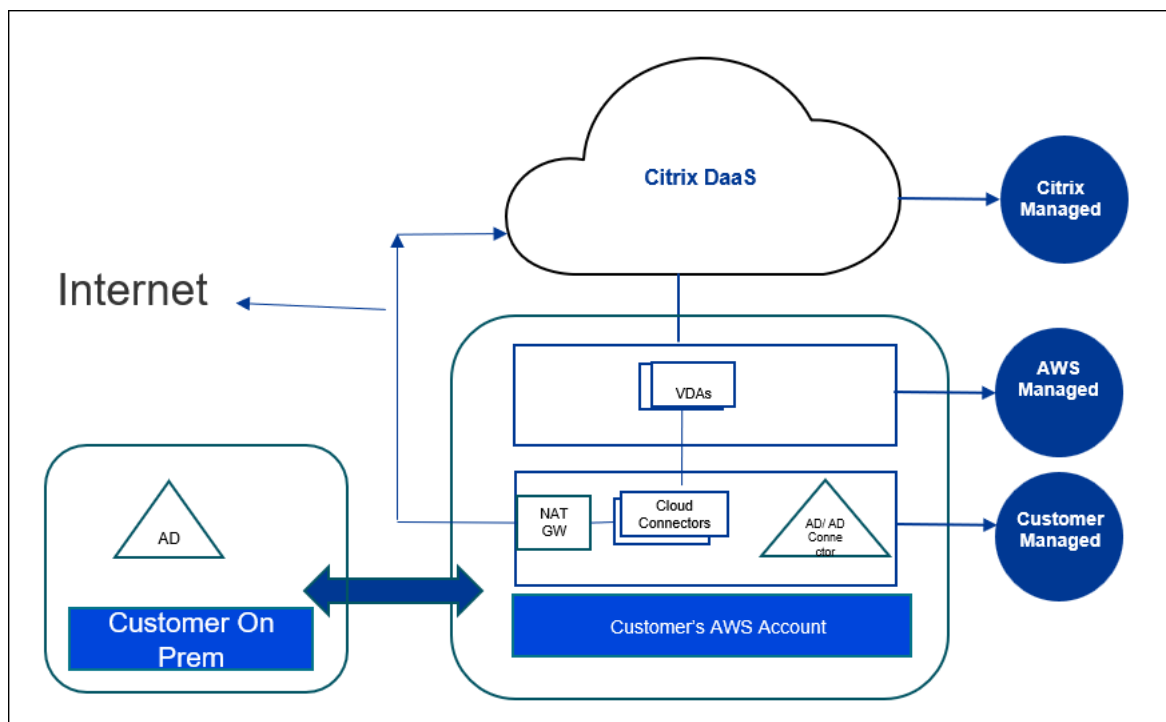 Citrix DaaS
Citrix
Managed
Internet
AWS
Managed
VDAs
NAT
GW
Cloud
Connectors
AD/ AD
Conne
ctor
Customer
Managed
AD
Customer On
Prem
Customer's AWS Account